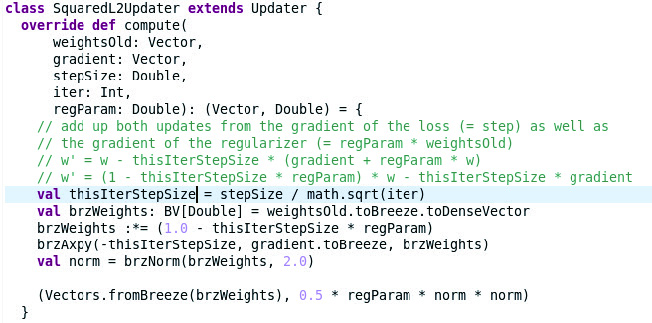 class SquaredL2Updater extends Updater {
  override def compute(
      weightsOld: Vector,
      gradient: Vector,
      stepSize: Double,
      iter: Int,
      regParam: Double): (Vector, Double) = {
    // add up both updates from the gradient of the loss (= step) as well as
    // the gradient of the regularizer (= regParam * weightsOld)
    // w' = w - thisIterStepSize * (gradient + regParam * w)
    // w' = (1 - thisIterStepSize * regParam) * w - thisIterStepSize * gradient
    val thisIterStepSize = stepSize / math.sqrt(iter)
    val brzWeights: BV[Double] = weightsOld.toBreeze.toDenseVector
    brzWeights :*= (1.0 - thisIterStepSize * regParam)
    brzAxpy(-thisIterStepSize, gradient.toBreeze, brzWeights)
    val norm = brzNorm(brzWeights, 2.0)

    (Vectors.fromBreeze(brzWeights), 0.5 * regParam * norm * norm)
  }